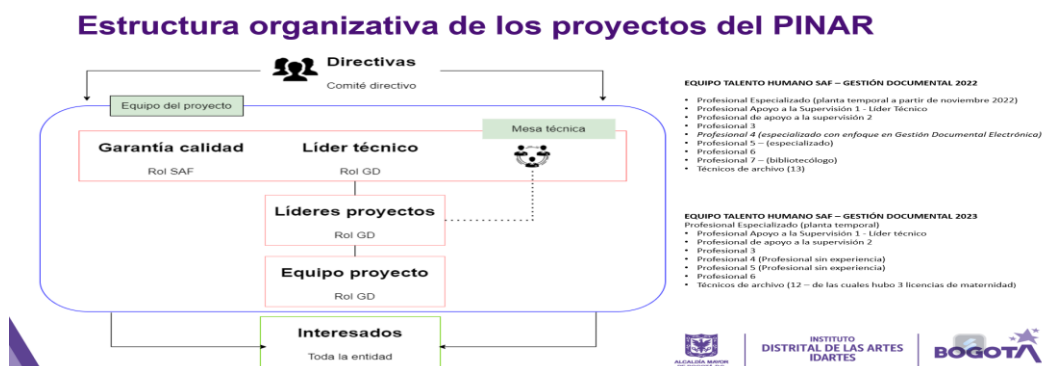 Estructura organizativa de los proyectos del PINAR
Directivas
Comité directivo
Equipo del proyecto
Mesa técnica
Garantía calidad
Rol SAF
Líder técnico
Rol GD
Líderes proyectos
Rol GD
Equipo proyecto
Rol GD
Interesados
Toda la entidad
EQUIPO TALENTO HUMANO SAF – GESTIÓN DOCUMENTAL 2022
• Profesional Especializado (planta temporal a partir de noviembre 2022)
• Profesional Apoyo a la Supervisión 1 - Líder Técnico
• Profesional de apoyo a la supervisión 2
• Profesional 3
• Profesional 4 (especializado con enfoque en Gestión Documental Electrónica)
• Profesional 5 – (especializado)
• Profesional 6
• Profesional 7 – (bibliotecólogo)
• Técnicos de archivo (13)
EQUIPO TALENTO HUMANO SAF – GESTIÓN DOCUMENTAL 2023
Profesional Especializado (planta temporal)
• Profesional Apoyo a la Supervisión 1 - Líder técnico
• Profesional de apoyo a la supervisión 2
• Profesional 3
• Profesional 4 (Profesional sin experiencia)
• Profesional 5 (Profesional sin experiencia)
• Profesional 6
• Técnicos de archivo (12 – de las cuales hubo 3 licencias de maternidad)
ALCALDÍA MAYOR
INSTITUTO
DISTRITAL DE LAS ARTES
IDARTES
BOGOTÁ